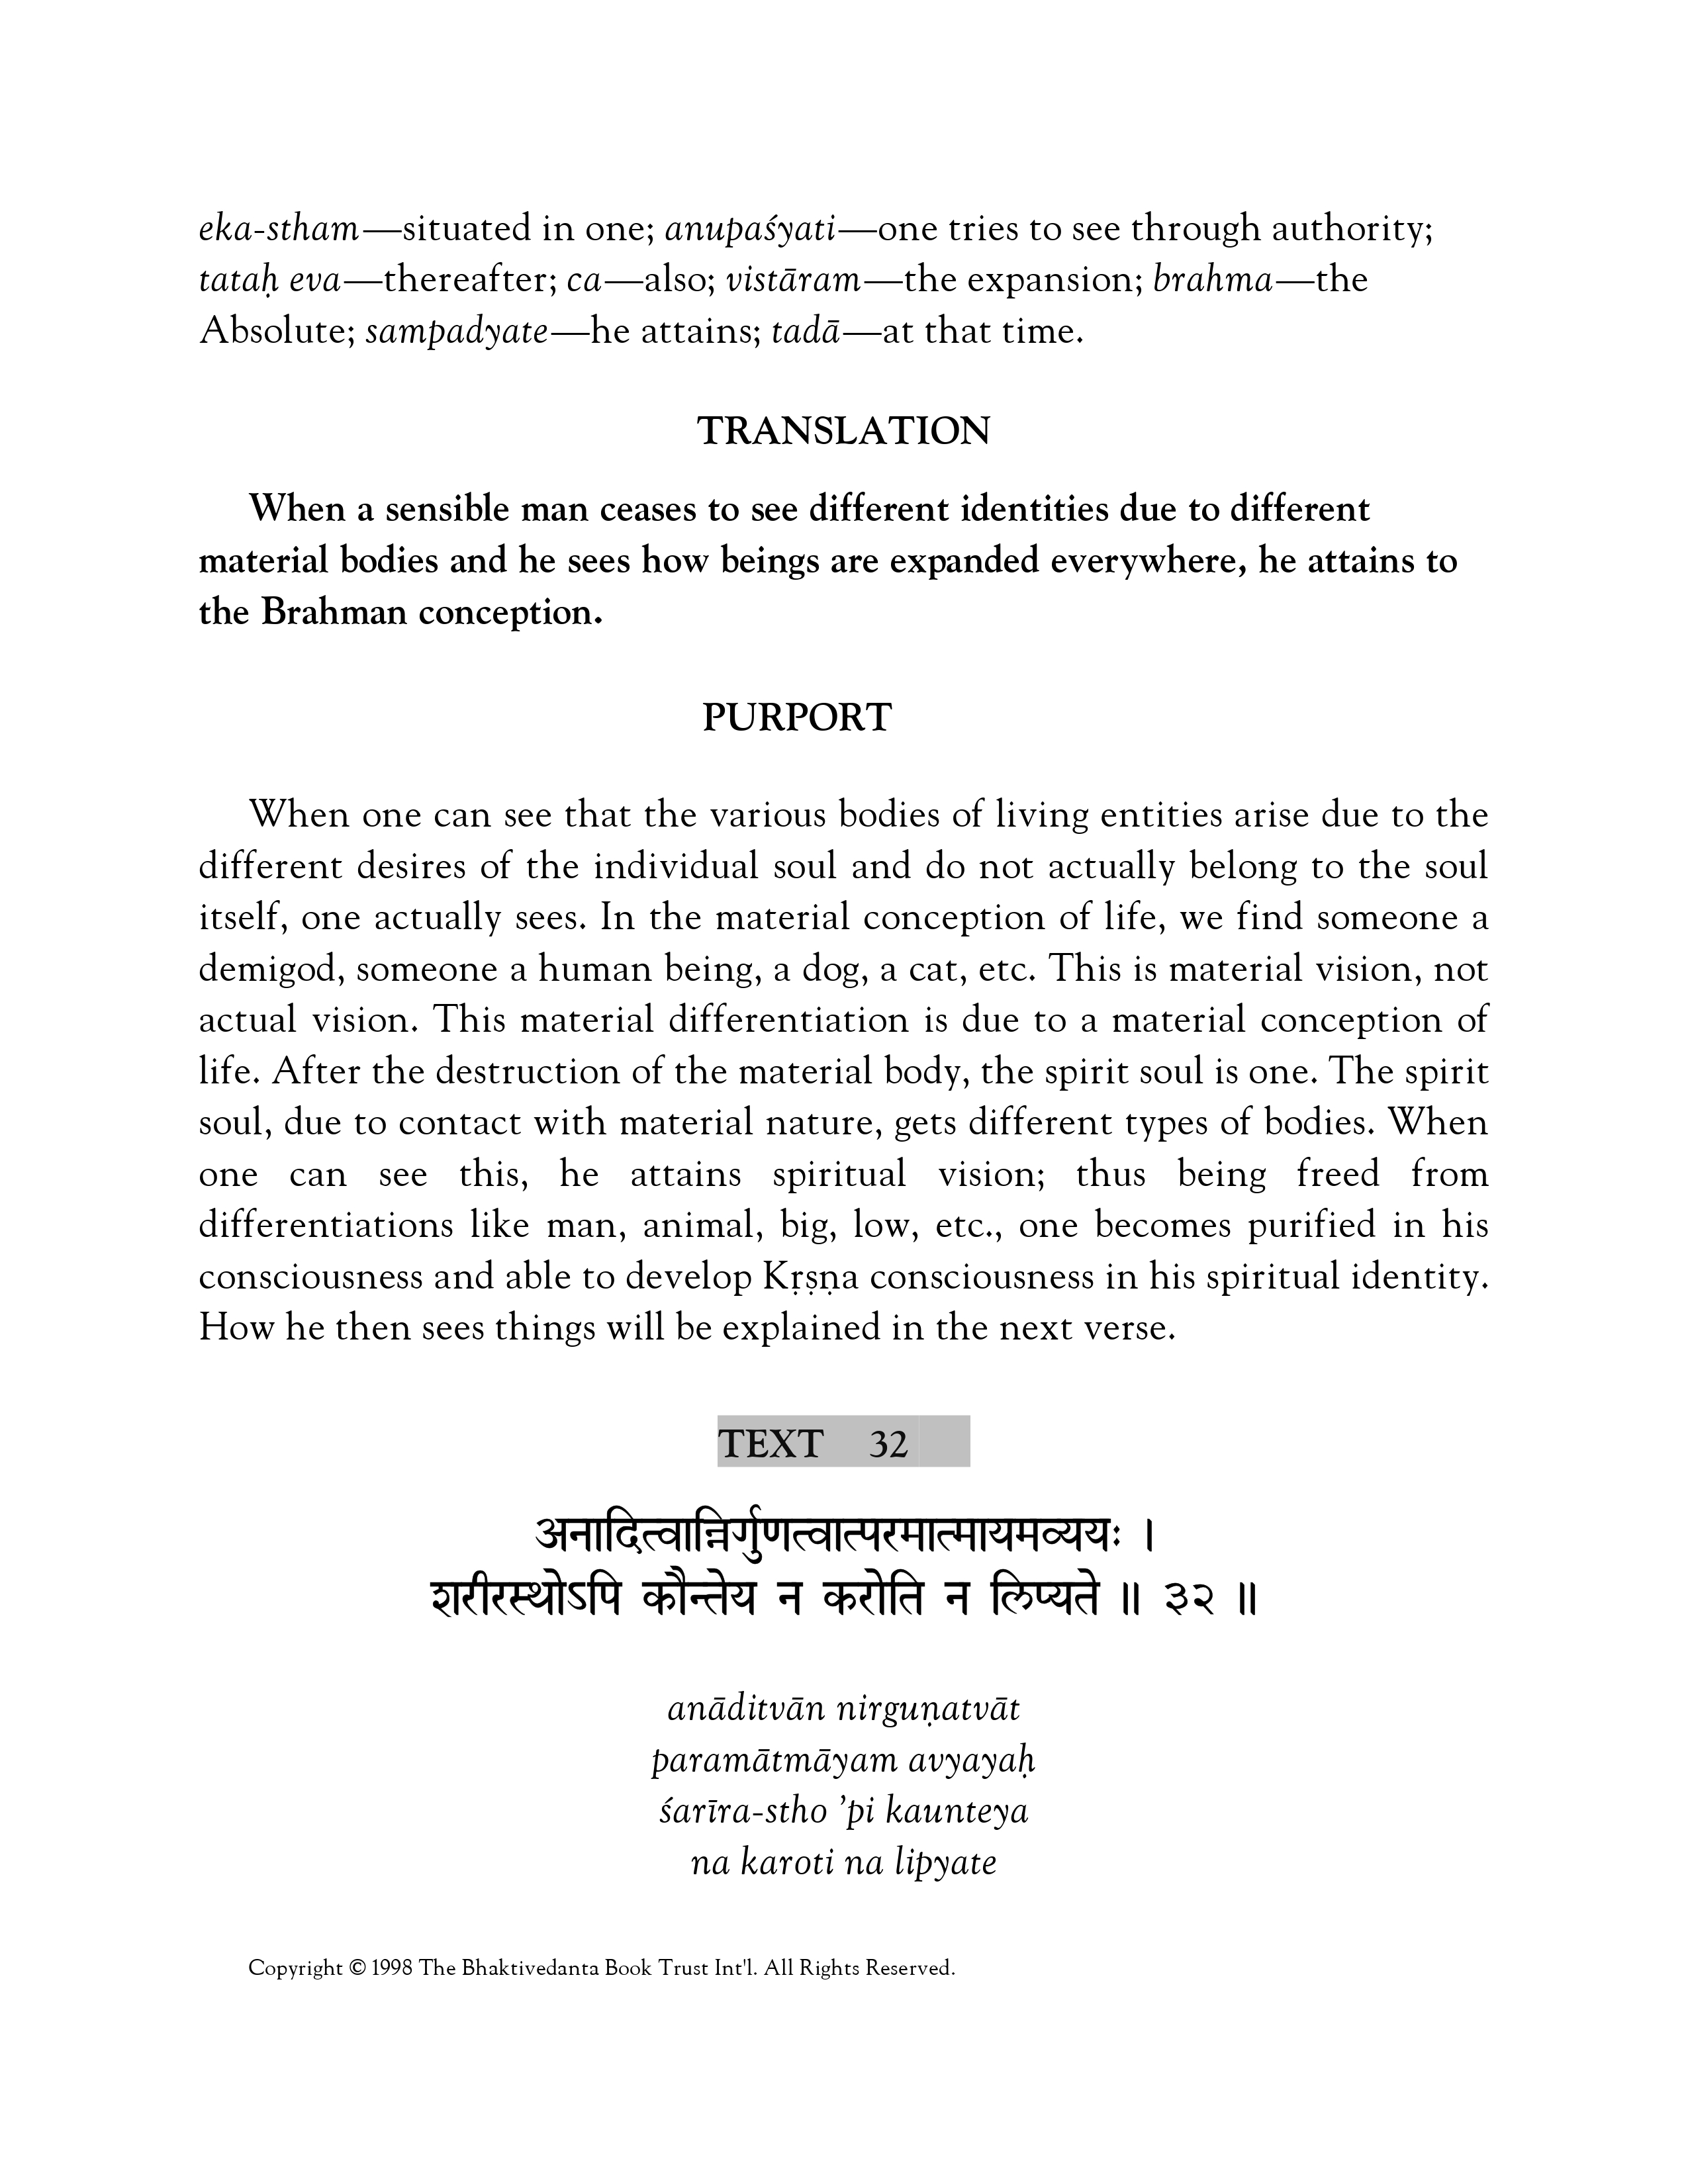 eka-stham—situated in one; anupaśyati—one tries to see through authority;
tataḥ eva—thereafter; ca—also; vistāram—the expansion; brahma—the
Absolute; sampadyate—he attains; tadā—at that time.
TRANSLATION
When a sensible man ceases to see different identities due to different
material bodies and he sees how beings are expanded everywhere, he attains to
the Brahman conception.
PURPORT
When one can see that the various bodies of living entities arise due to the
different desires of the individual soul and do not actually belong to the soul
itself, one actually sees. In the material conception of life, we find someone a
demigod, someone a human being, a dog, a cat, etc. This is material vision, not
actual vision. This material differentiation is due to a material conception of
life. After the destruction of the material body, the spirit soul is one. The spirit
soul, due to contact with material nature, gets different types of bodies. When
one can see this, he attains spiritual vision; thus being freed from
differentiations like man, animal, big, low, etc., one becomes purified in his
consciousness and able to develop Kṛṣṇa consciousness in his spiritual identity.
How he then sees things will be explained in the next verse.
TEXT 32
अनादित्वान्निर्गुणत्वात्परमात्मायमव्ययः ।
शरीरस्थोऽपि कौन्तेय न करोति न लिप्यते ॥ ३२ ॥
anāditvān nirguṇatvāt
paramātmāyam avyayaḥ
śarīra-stho ’pi kaunteya
na karoti na lipyate
Copyright © 1998 The Bhaktivedanta Book Trust Int'l. All Rights Reserved.